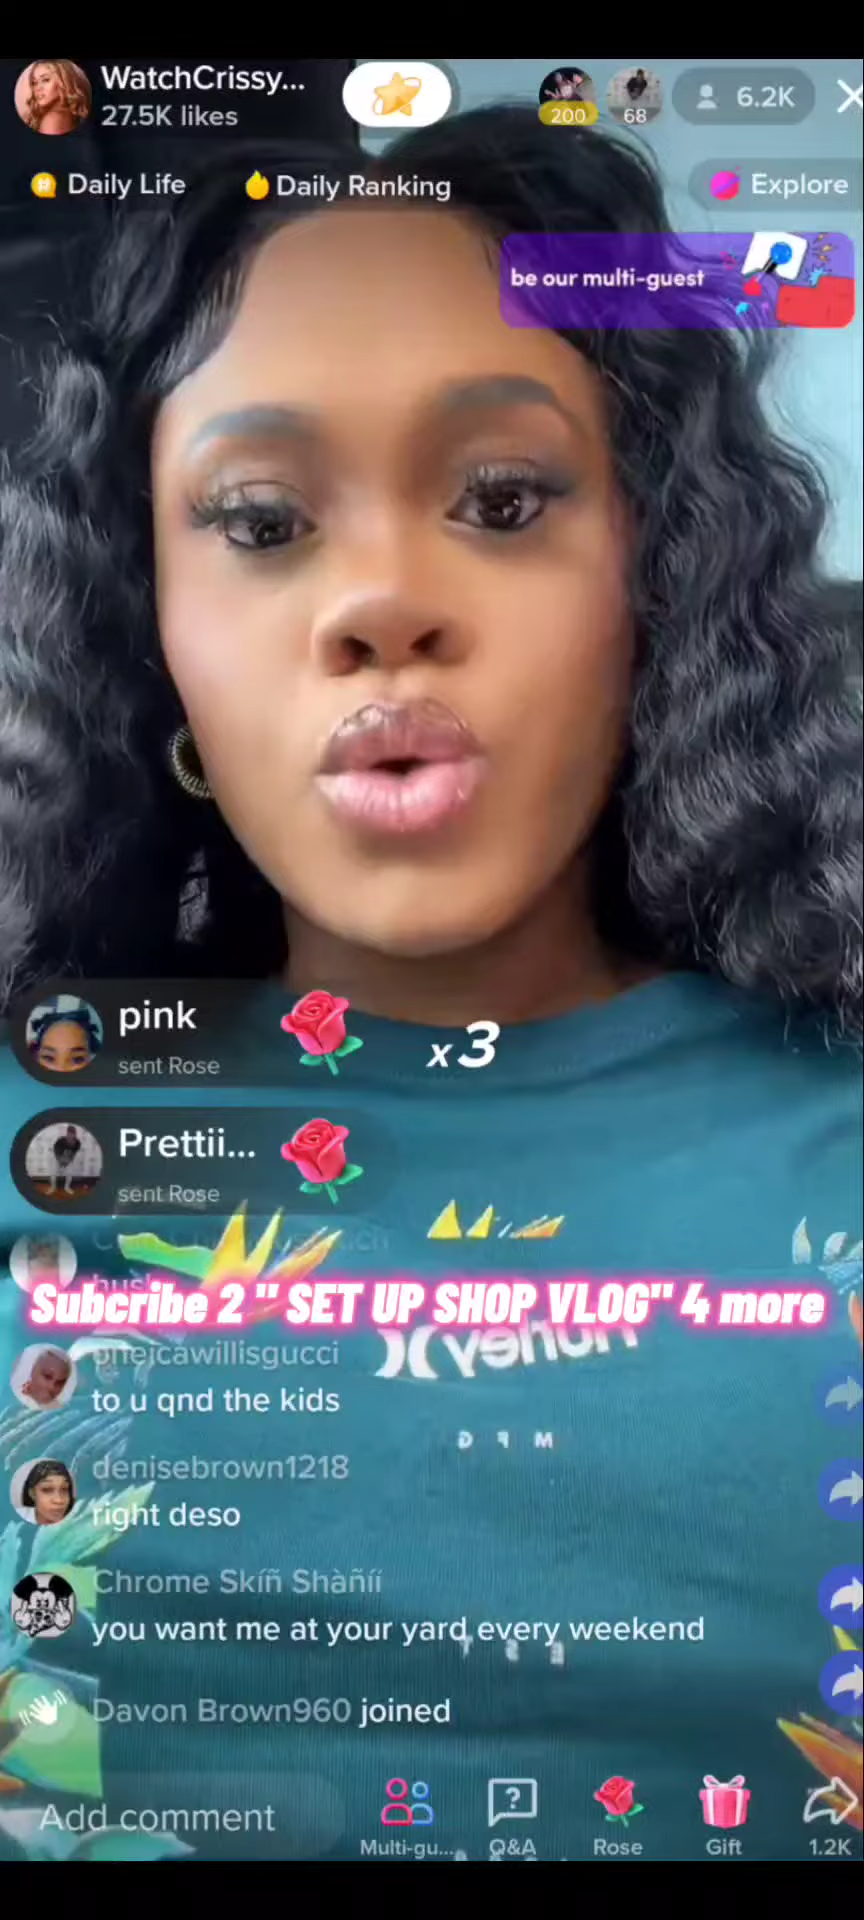 WatchCrissy...
27.5K likes
200
68
6.2K
Daily Life
Daily Ranking
Explore
be our multi-guest
pink
sent Rose
x3
Prettii...
sent Rose
Subcribe 2 " SET UP SHOP VLOG" 4 more
to u qnd the kids
denisebrown1218
right deso
Chrome Skíñ Shàñíí
you want me at your yard every weekend
Davon Brown960 joined
Add comment
Multi-gu...
Q&A
Rose
Gift
1.2K